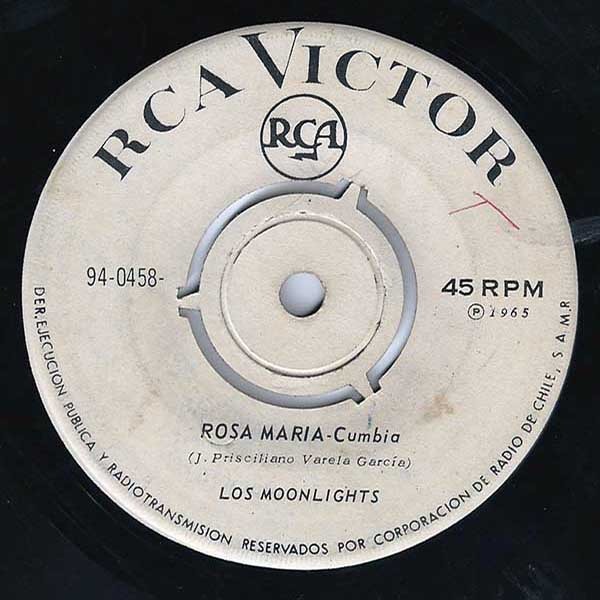 RCA VICTOR
RCA
94-0458-
45 RPM
℗ 1965
ROSA MARIA-Cumbia
(J. Prisciliano Varela García)
LOS MOONLIGHTS
DER. EJECUCION PUBLICA Y RADIOTRANSMISION RESERVADOS POR CORPORACION DE RADIO DE CHILE, S.A.M.R